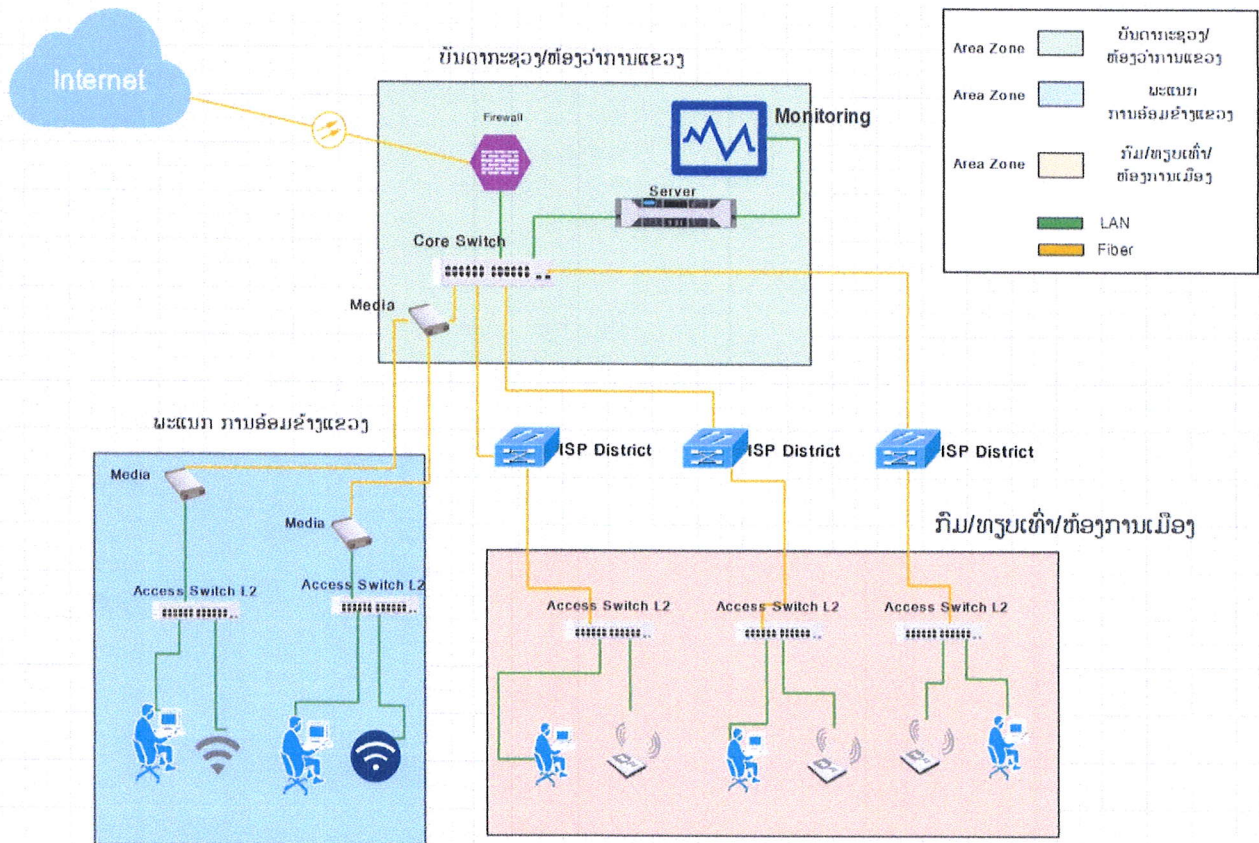 Internet
ບັນດາກະຊວງ/ຫ້ອງວ່າການແຂວງ
Firewall
Monitoring
Server
Core Switch
Media
Area Zone
ບັນດາກະຊວງ/
ຫ້ອງວ່າການແຂວງ
Area Zone
ພະແນກ
ການອ້ອມຂ້າງແຂວງ
Area Zone
ກົມ/ທຽບເທົ່າ/
ຫ້ອງການເມືອງ
LAN
Fiber
ພະແນກ ການອ້ອມຂ້າງແຂວງ
ISP District
ISP District
ISP District
Media
Media
Access Switch L2
Access Switch L2
ກົມ/ທຽບເທົ່າ/ຫ້ອງການເມືອງ
Access Switch L2
Access Switch L2
Access Switch L2